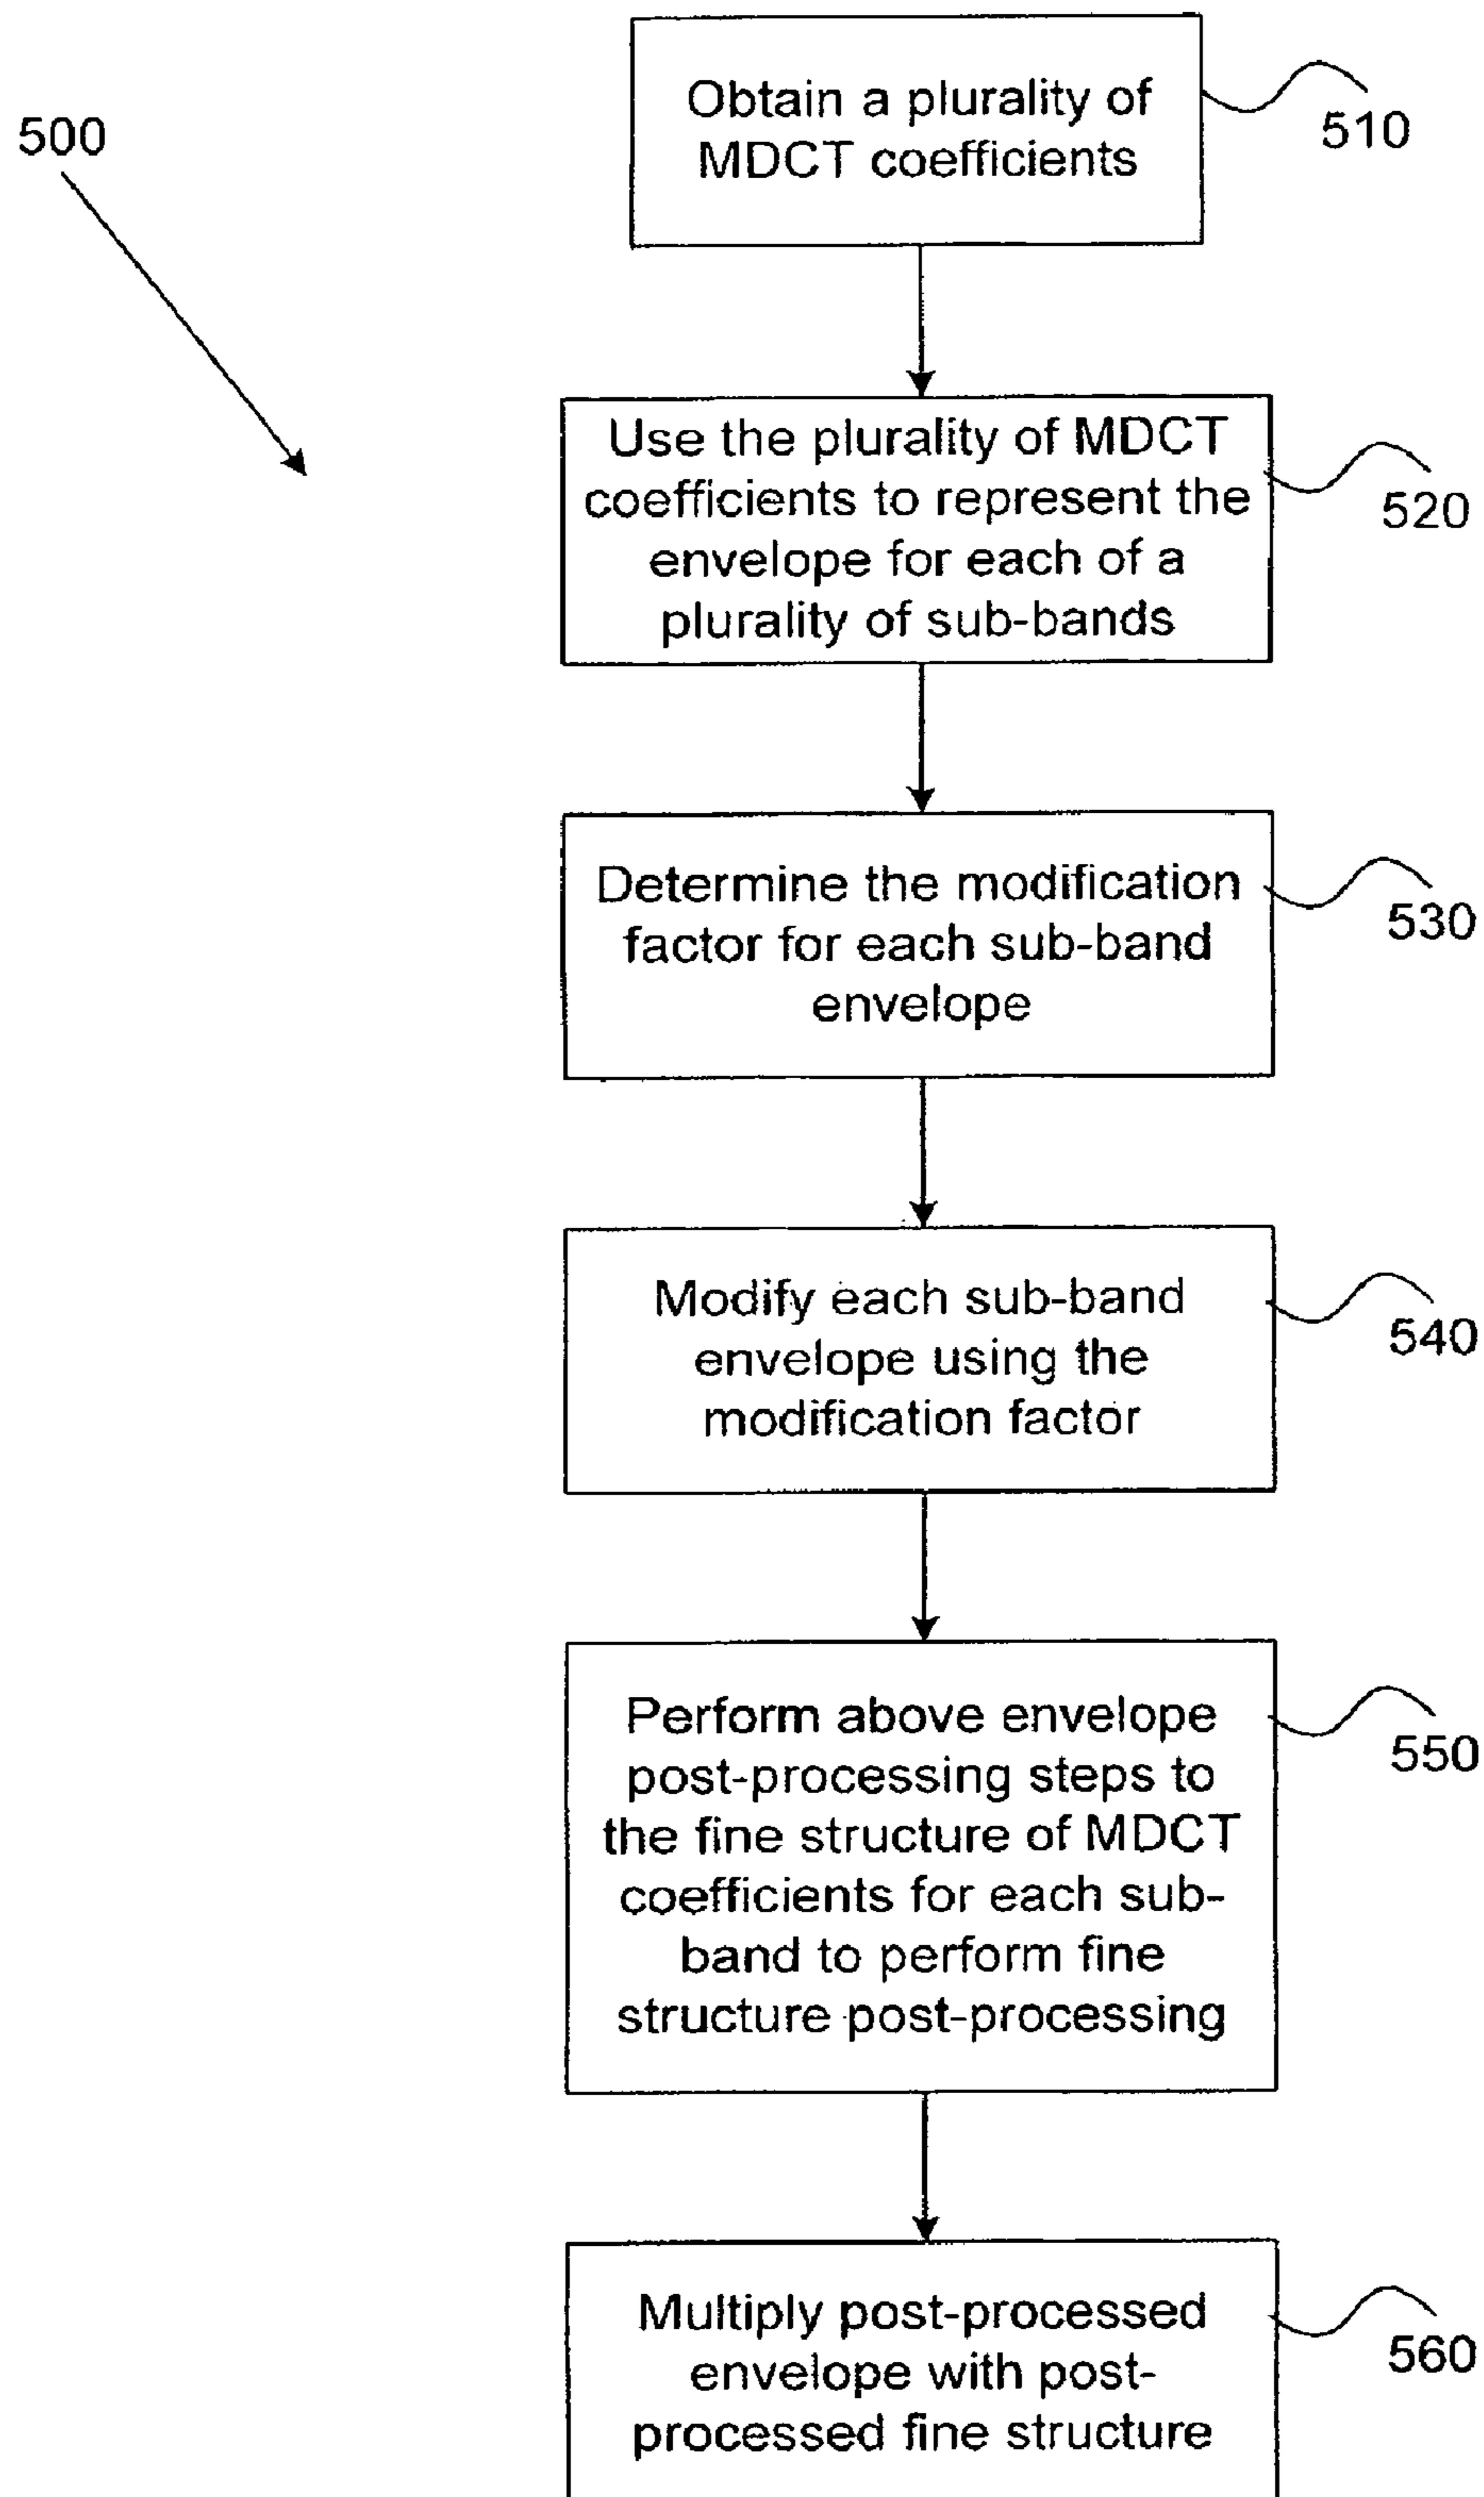 500
Obtain a plurality of
MDCT coefficients
510
Use the plurality of MDCT
coefficients to represent the
envelope for each of a
plurality of sub-bands
520
Determine the modification
factor for each sub-band
envelope
530
Modify each sub-band
envelope using the
modification factor
540
Perform above envelope
post-processing steps to
the fine structure of MDCT
coefficients for each sub-
band to perform fine
structure post-processing
550
Multiply post-processed
envelope with post-
processed fine structure
560